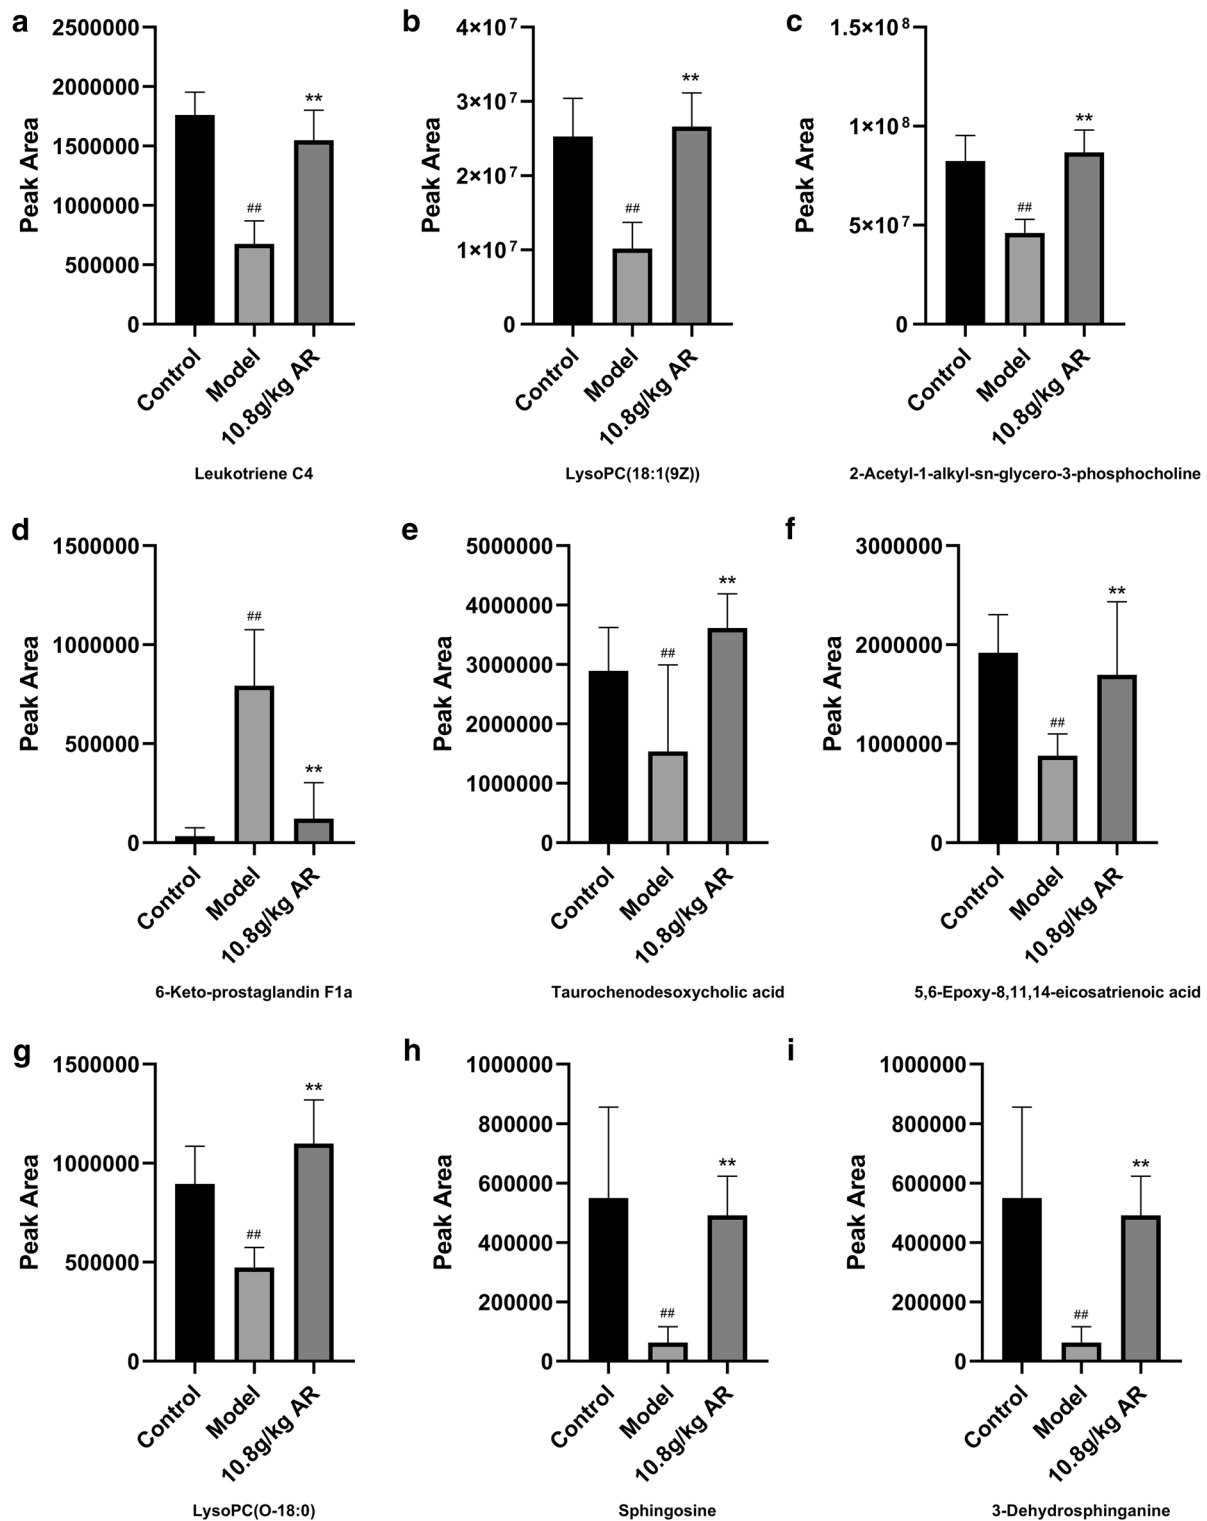 a
2500000
2000000
1500000
1000000
500000
0
Peak Area
**
##
Control
Model
10.8g/kg AR
Leukotriene C4
b
4×10⁷
3×10⁷
2×10⁷
1×10⁷
0
Peak Area
**
##
Control
Model
10.8g/kg AR
LysoPC(18:1(9Z))
c
1.5×10⁸
1×10⁸
5×10⁷
0
Peak Area
**
##
Control
Model
10.8g/kg AR
2-Acetyl-1-alkyl-sn-glycero-3-phosphocholine
d
1500000
1000000
500000
0
Peak Area
##
**
Control
Model
10.8g/kg AR
6-Keto-prostaglandin F1a
e
5000000
4000000
3000000
2000000
1000000
0
Peak Area
**
##
Control
Model
10.8g/kg AR
Taurochenodesoxycholic acid
f
3000000
2000000
1000000
0
Peak Area
**
##
Control
Model
10.8g/kg AR
5,6-Epoxy-8,11,14-eicosatrienoic acid
g
1500000
1000000
500000
0
Peak Area
**
##
Control
Model
10.8g/kg AR
LysoPC(O-18:0)
h
1000000
800000
600000
400000
200000
0
Peak Area
**
##
Control
Model
10.8g/kg AR
Sphingosine
i
1000000
800000
600000
400000
200000
0
Peak Area
**
##
Control
Model
10.8g/kg AR
3-Dehydrosphinganine